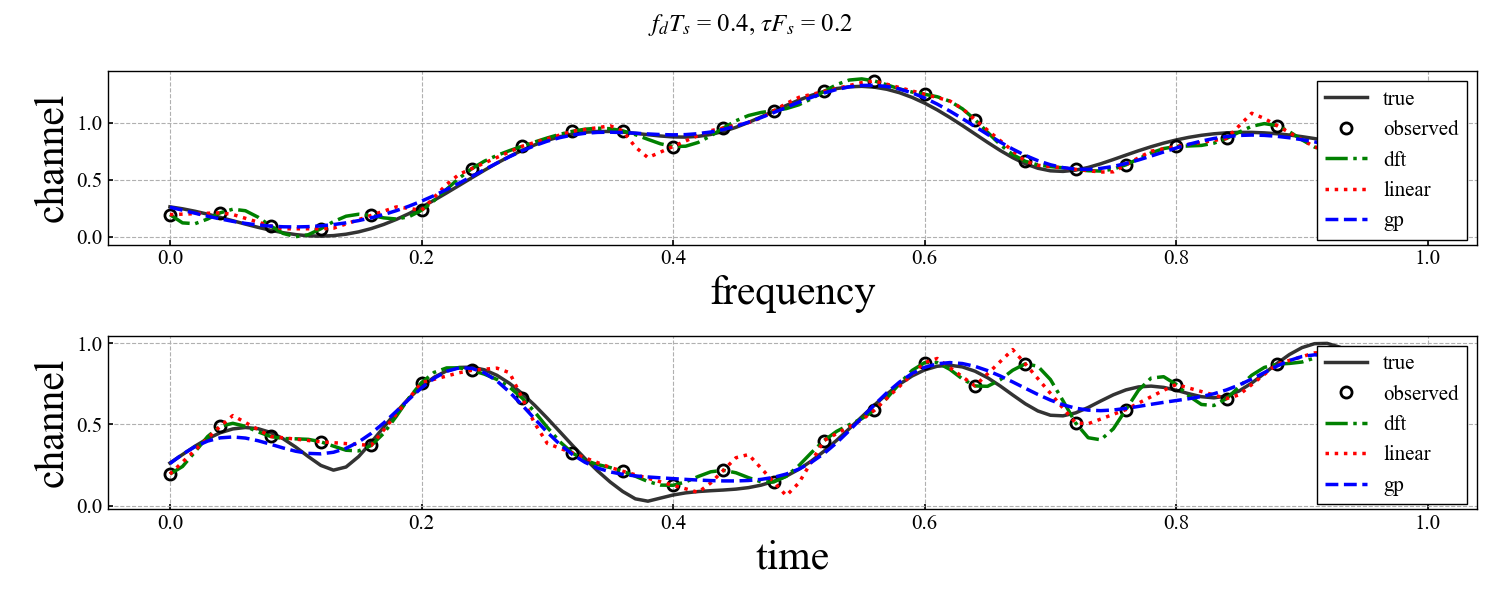 f_d T_s = 0.4, τF_s = 0.2
channel
1.0
0.5
0.0
true
observed
dft
linear
gp
0.0 0.2 0.4 0.6 0.8 1.0
frequency
channel
1.0
0.5
0.0
true
observed
dft
linear
gp
0.0 0.2 0.4 0.6 0.8 1.0
time